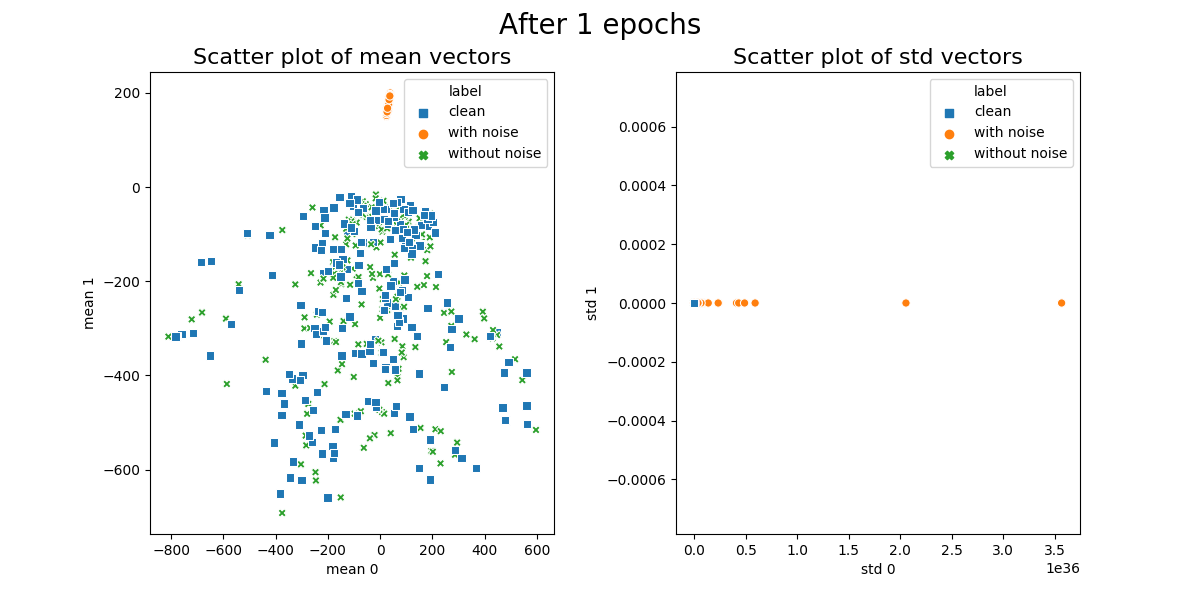 After 1 epochs
Scatter plot of mean vectors
label
clean
with noise
without noise
200
0
−200
−400
−600
mean 1
−800
−600
−400
−200
0
200
400
600
mean 0
Scatter plot of std vectors
label
clean
with noise
without noise
0.0006
0.0004
0.0002
0.0000
−0.0002
−0.0004
−0.0006
std 1
0.0
0.5
1.0
1.5
2.0
2.5
3.0
3.5
1e36
std 0